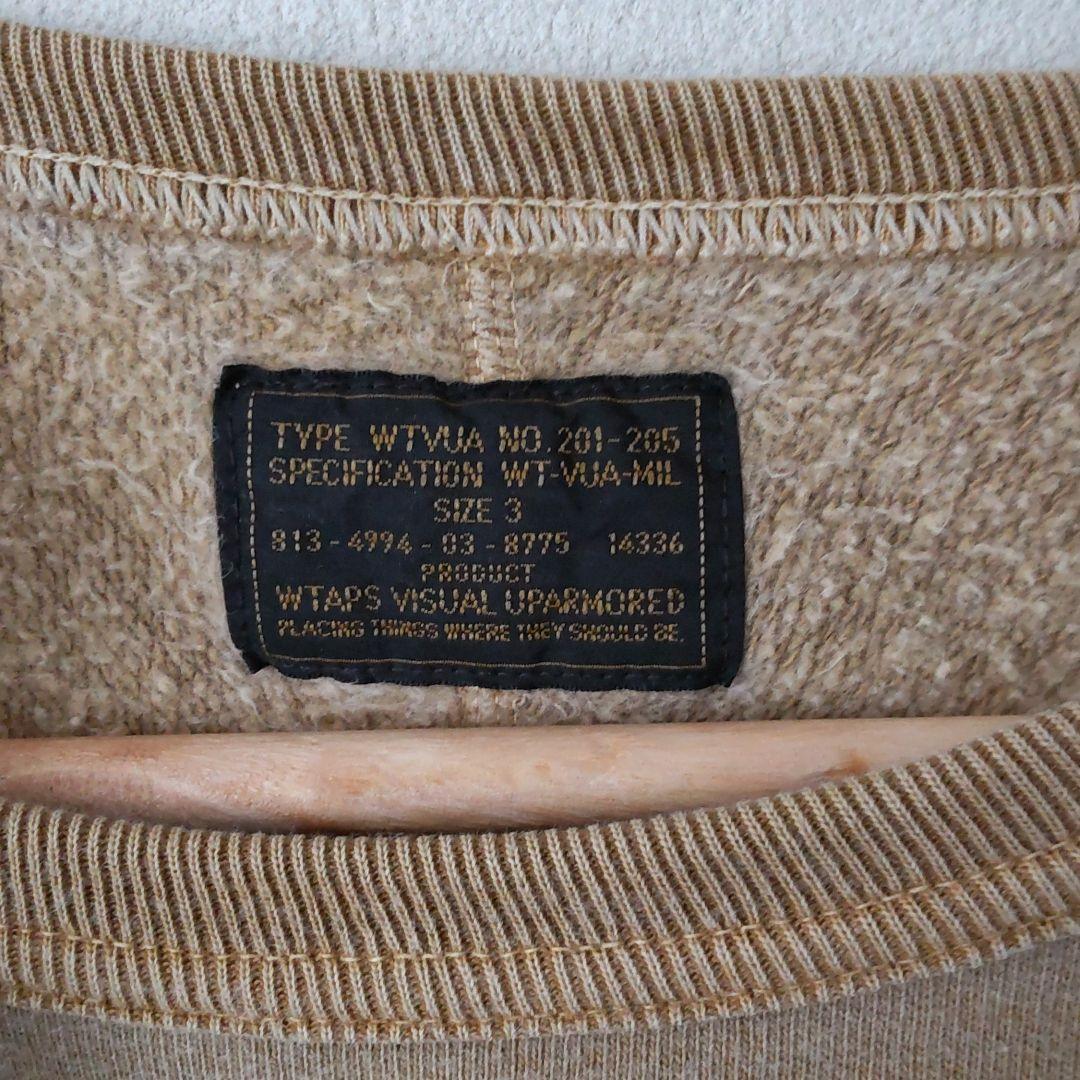 TYPE WTVUA NO.201-205
SPECIFICATION WT-VUA-MIL
SIZE 3
813-4994-03-8775 14336
PRODUCT
WTAPS VISUAL UPARMORED
PLACING THINGS WHERE THEY SHOULD BE.